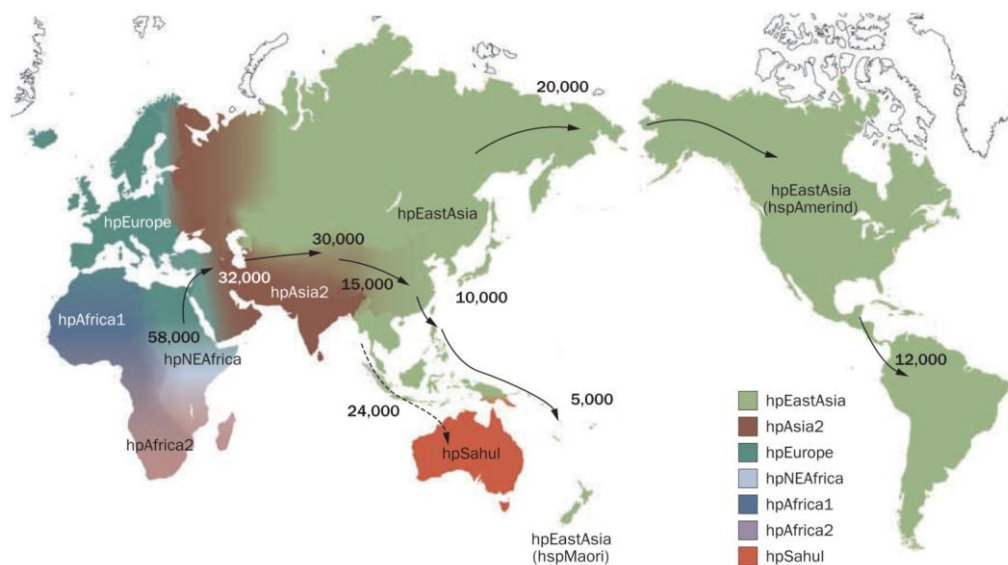 20,000
hpEastAsia
(hspAmerind)
hpEastAsia
hpEurope
30,000
32,000
hpAsia2
15,000
10,000
hpAfrica1
58,000
hpNEAfrica
12,000
24,000
5,000
hpAfrica2
hpSahul
hpEastAsia
(hspMaori)
hpEastAsia
hpAsia2
hpEurope
hpNEAfrica
hpAfrica1
hpAfrica2
hpSahul